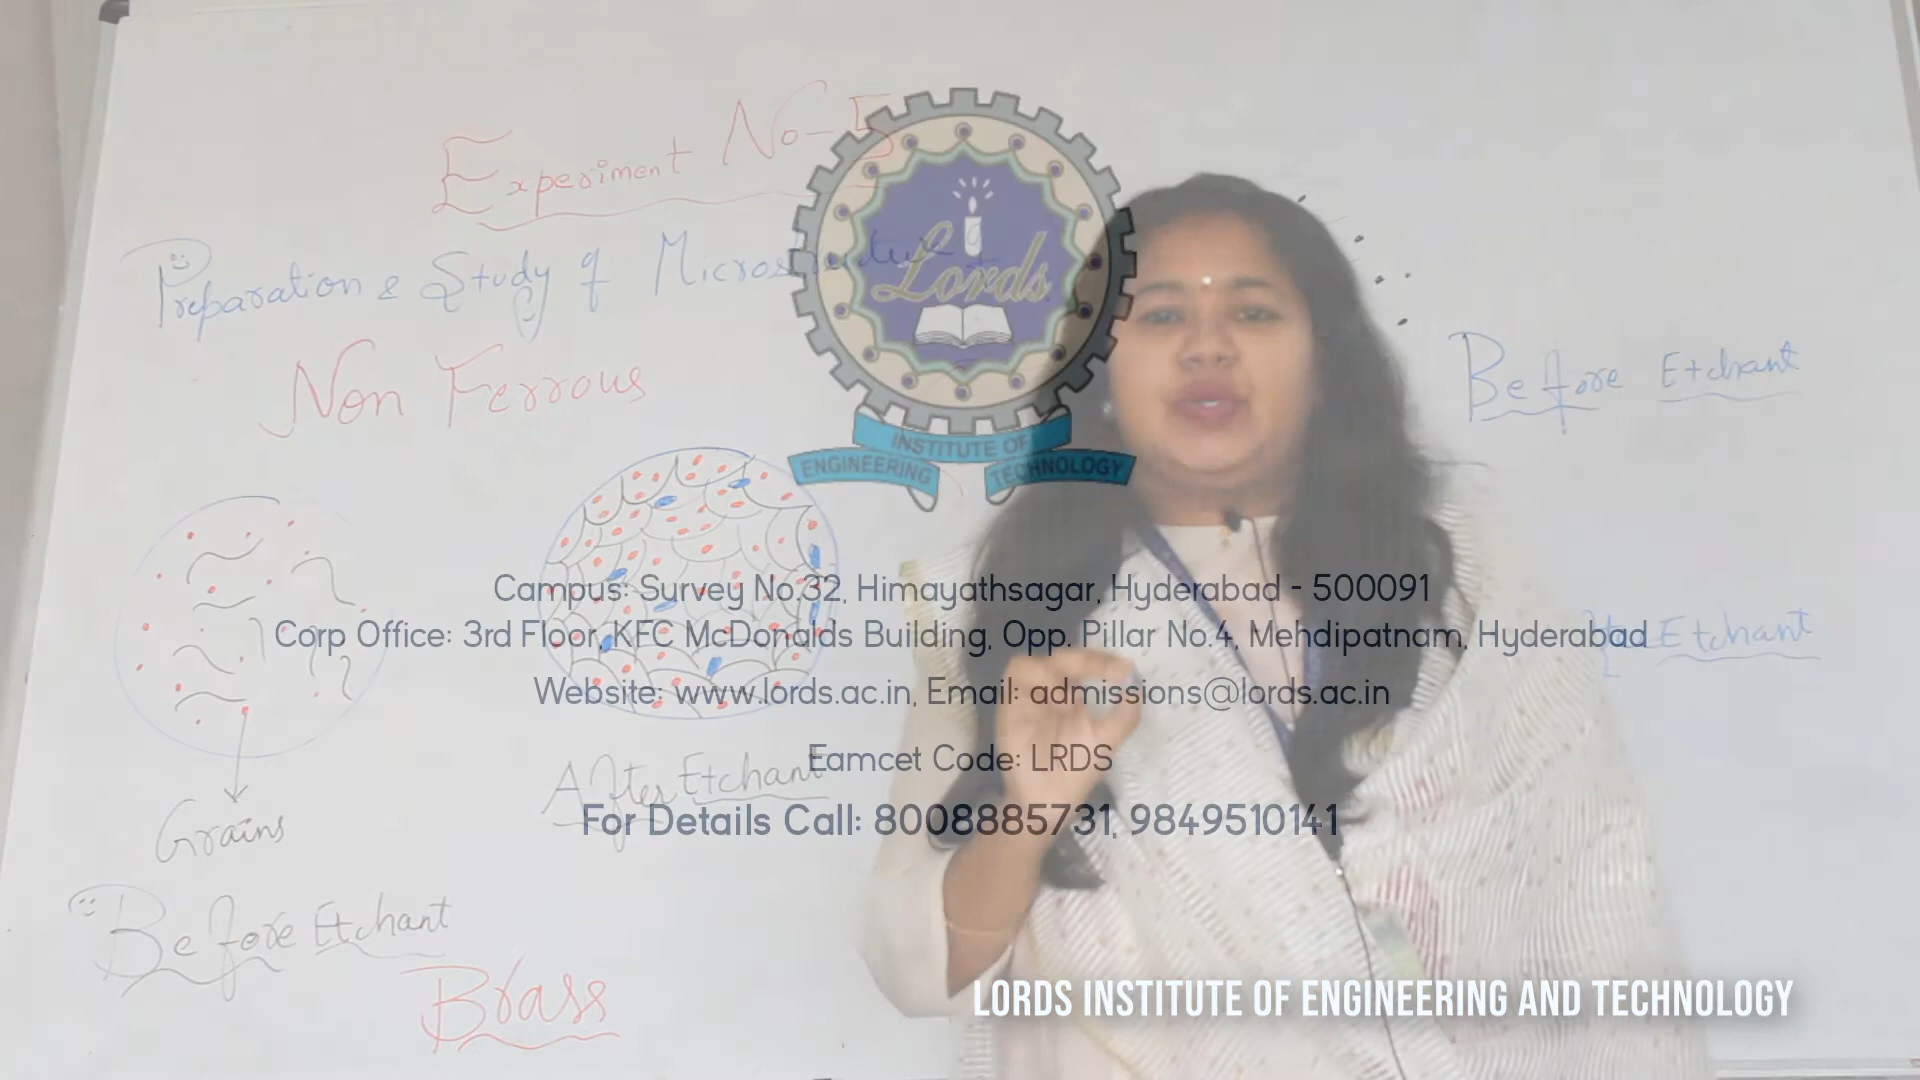 Experiment No-5
Preparation & Study of Microstructure of
Non Ferrous
Lords
INSTITUTE OF
ENGINEERING TECHNOLOGY
Before Etchant
Campus: Survey No.32, Himayathsagar, Hyderabad - 500091
Corp Office: 3rd Floor, KFC McDonalds Building, Opp. Pillar No.4, Mehdipatnam, Hyderabad
Etchant
Website: www.lords.ac.in, Email: admissions@lords.ac.in
Eamcet Code: LRDS
After Etchant
For Details Call: 8008885731, 9849510141
Grains
Before Etchant
Brass
LORDS INSTITUTE OF ENGINEERING AND TECHNOLOGY